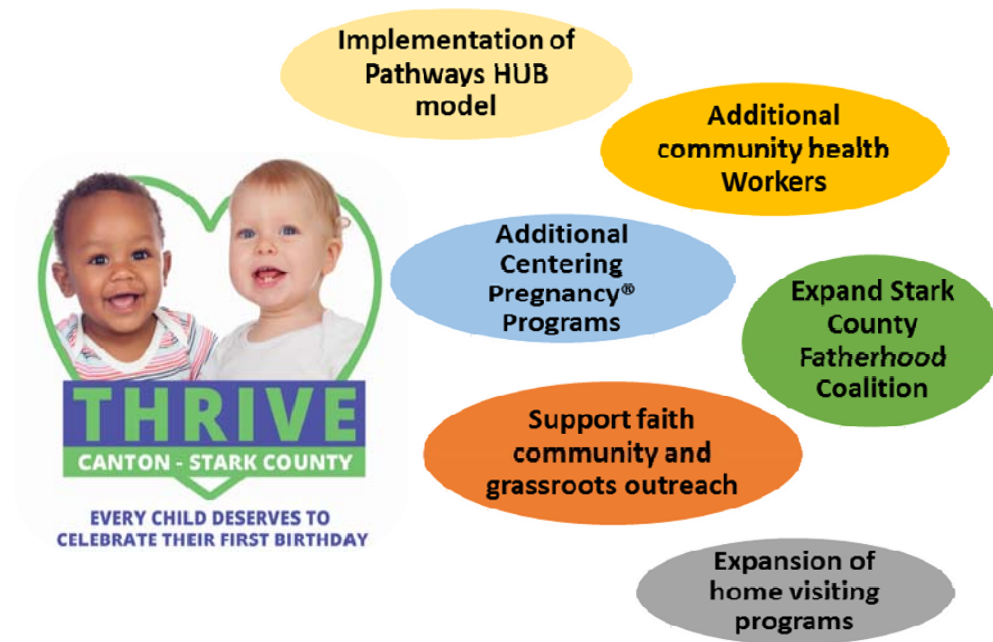 Implementation of
Pathways HUB
model
Additional
community health
Workers
Additional
Centering
Pregnancy®
Programs
Expand Stark
County
Fatherhood
Coalition
THRIVE
CANTON - STARK COUNTY
EVERY CHILD DESERVES TO
CELEBRATE THEIR FIRST BIRTHDAY
Support faith
community and
grassroots outreach
Expansion of
home visiting
programs